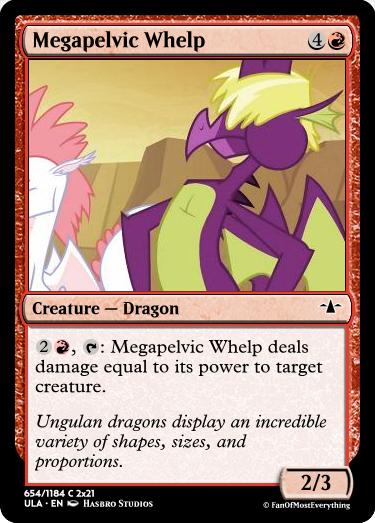 Megapelvic Whelp 4
Creature — Dragon
2 , : Megapelvic Whelp deals
damage equal to its power to target
creature.
Ungulan dragons display an incredible
variety of shapes, sizes, and
proportions.
2/3
654/1184 C 2x21
ULA • EN Hasbro Studios
© FanOfMostEverything